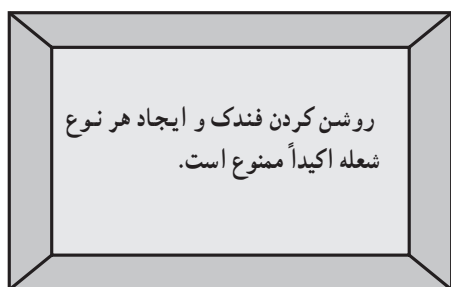 روشن کردن فندک و ایجاد هر نوع
شعله اکیداً ممنوع است.